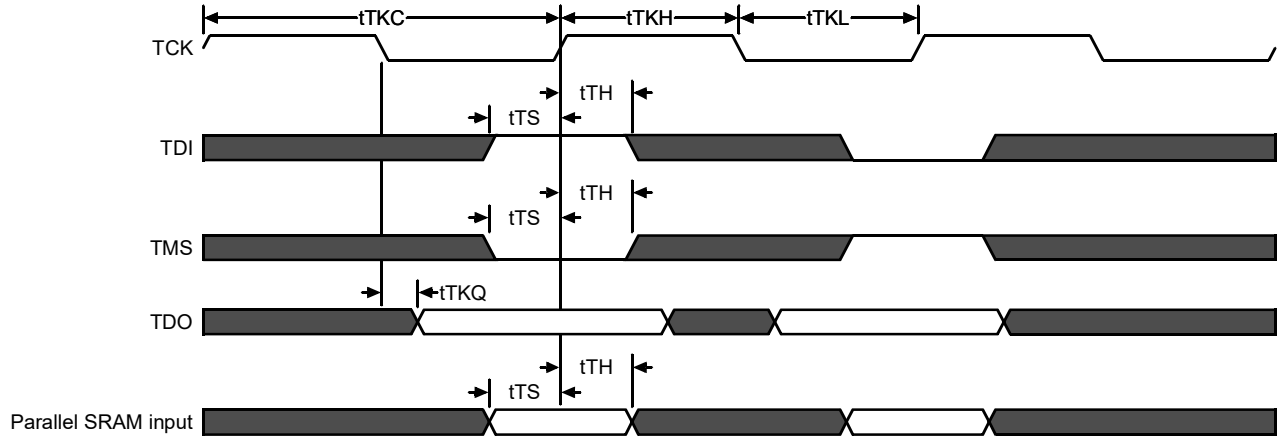 tTKC tTKH tTKL
TCK
tTH
tTS
TDI
tTH
tTS
TMS
tTKQ
TDO
tTH
tTS
Parallel SRAM input